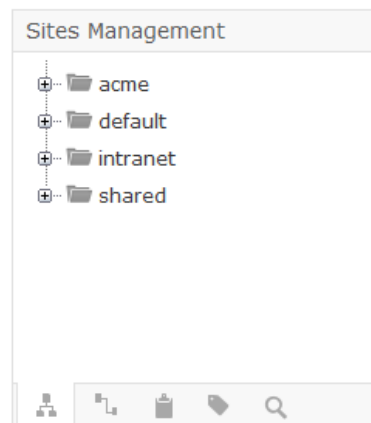 Sites Management
acme
default
intranet
shared